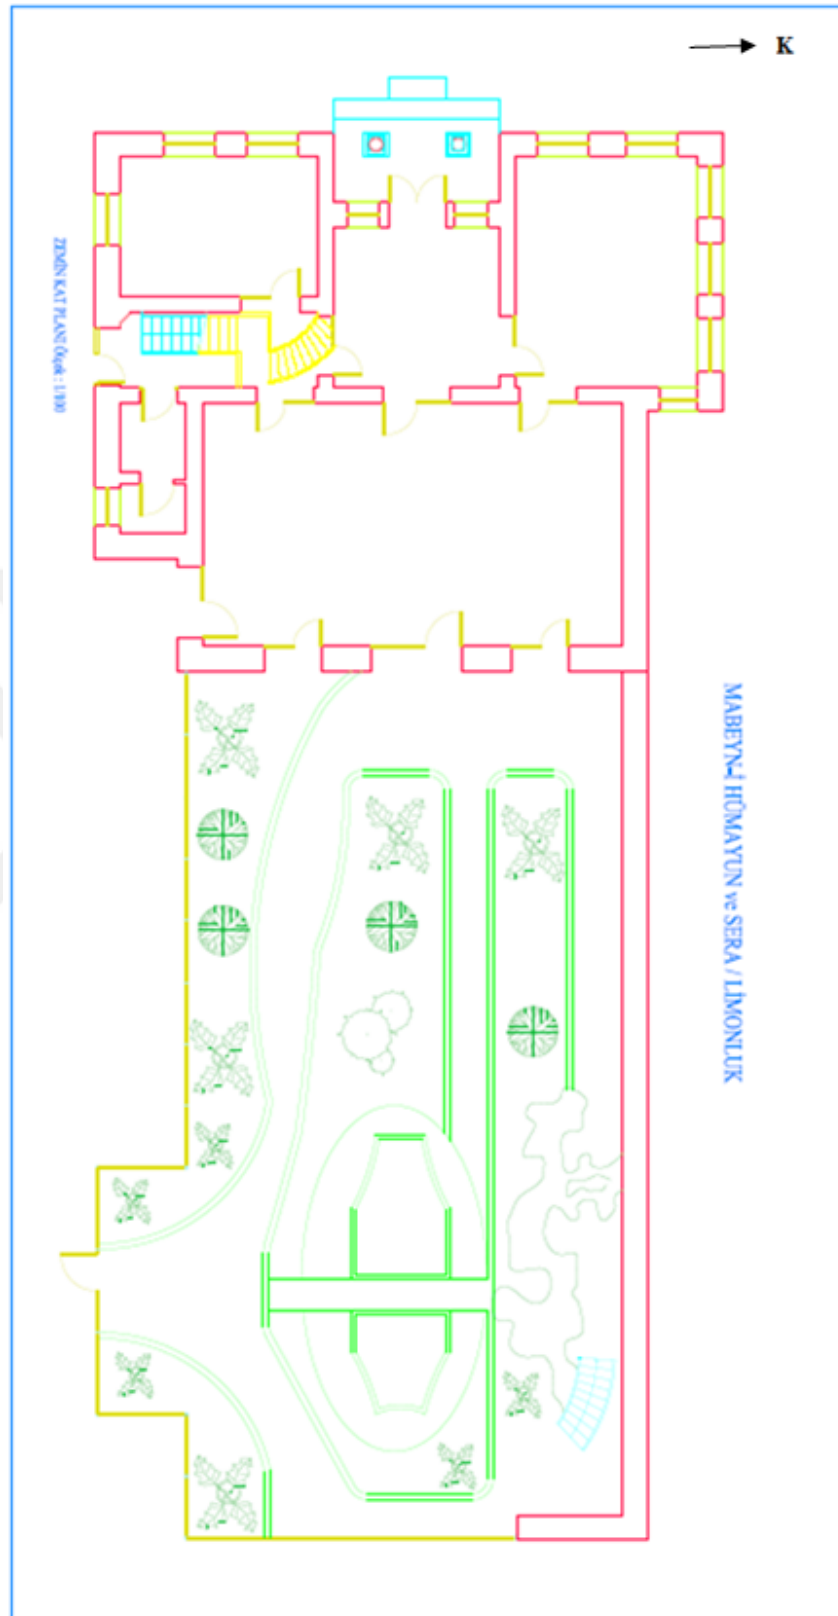 K
ZEMİN KAT PLANI Ölçek : 1/100
MABEYN-İ HÜMAYUN ve SERA / LİMONLUK